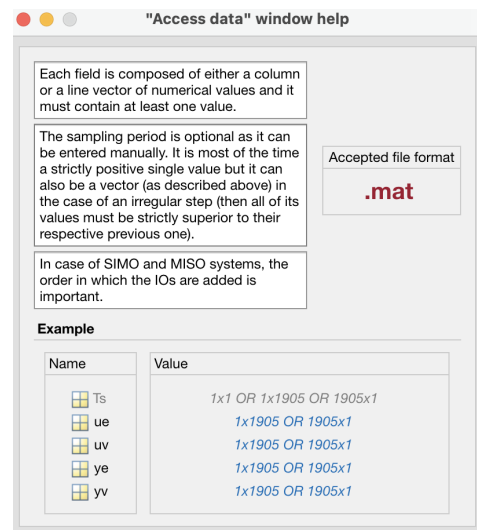 "Access data" window help
Each field is composed of either a column
or a line vector of numerical values and it
must contain at least one value.
The sampling period is optional as it can
be entered manually. It is most of the time
a strictly positive single value but it can
also be a vector (as described above) in
the case of an irregular step (then all of its
values must be strictly superior to their
respective previous one).
Accepted file format
.mat
In case of SIMO and MISO systems, the
order in which the IOs are added is
important.
Example
Name Value
Ts 1x1 OR 1x1905 OR 1905x1
ue 1x1905 OR 1905x1
uv 1x1905 OR 1905x1
ye 1x1905 OR 1905x1
yv 1x1905 OR 1905x1